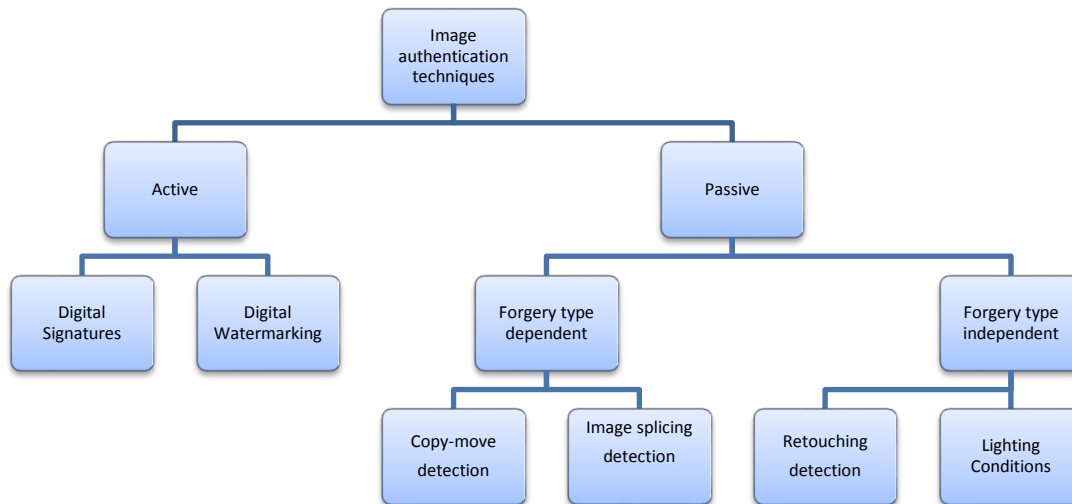 Image
authentication
techniques
Active
Passive
Digital
Signatures
Digital
Watermarking
Forgery type
dependent
Forgery type
independent
Copy-move
detection
Image splicing
detection
Retouching
detection
Lighting
Conditions